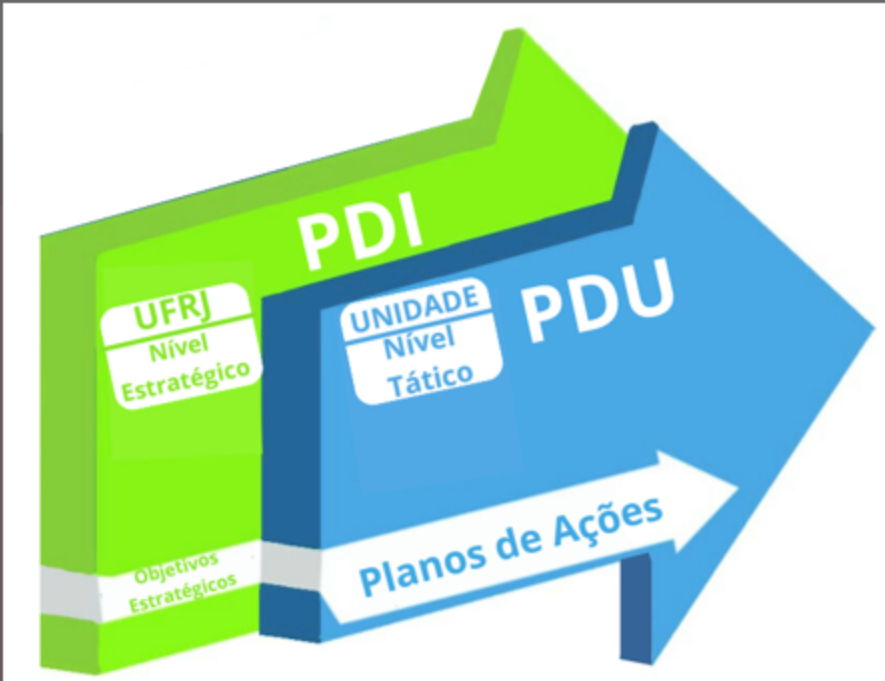 PDI
UFRJ
Nível
Estratégico
Objetivos
Estratégicos
PDU
UNIDADE
Nível
Tático
Planos de Ações